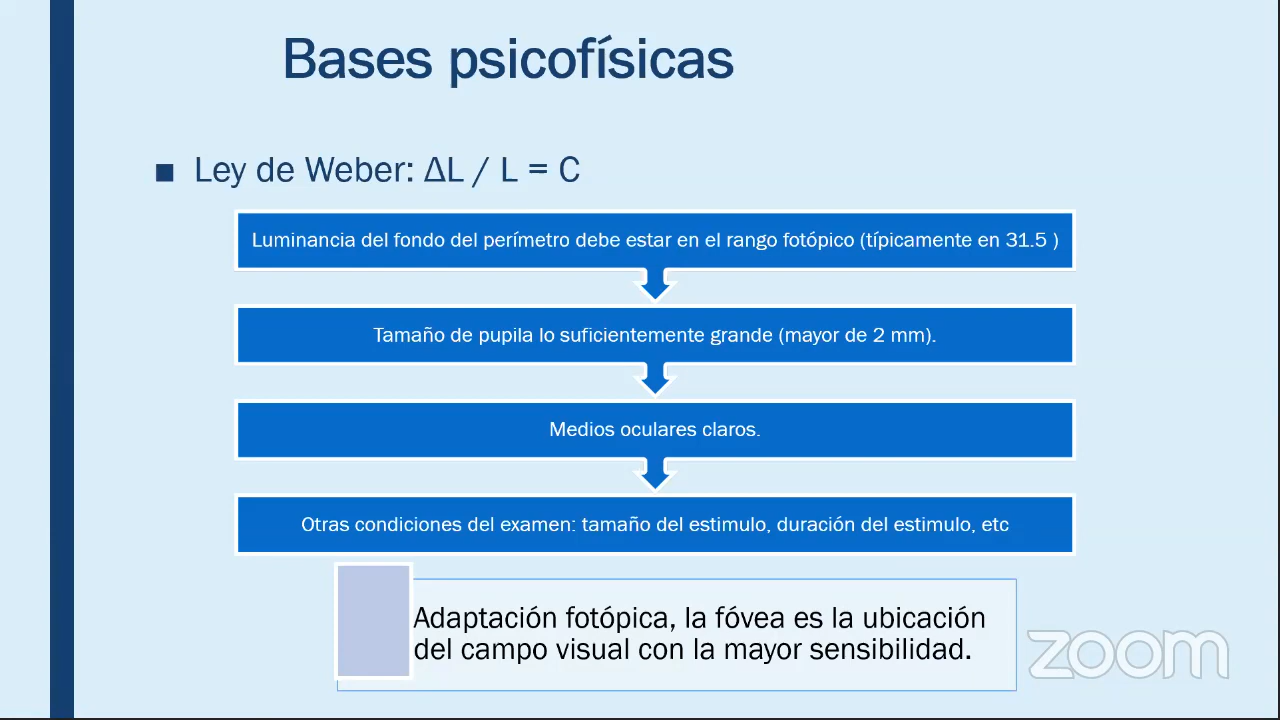 Bases psicofísicas
■ Ley de Weber: ΔL / L = C
Luminancia del fondo del perímetro debe estar en el rango fotópico (típicamente en 31.5 )
Tamaño de pupila lo suficientemente grande (mayor de 2 mm).
Medios oculares claros.
Otras condiciones del examen: tamaño del estimulo, duración del estimulo, etc
Adaptación fotópica, la fóvea es la ubicación
del campo visual con la mayor sensibilidad.
zoom